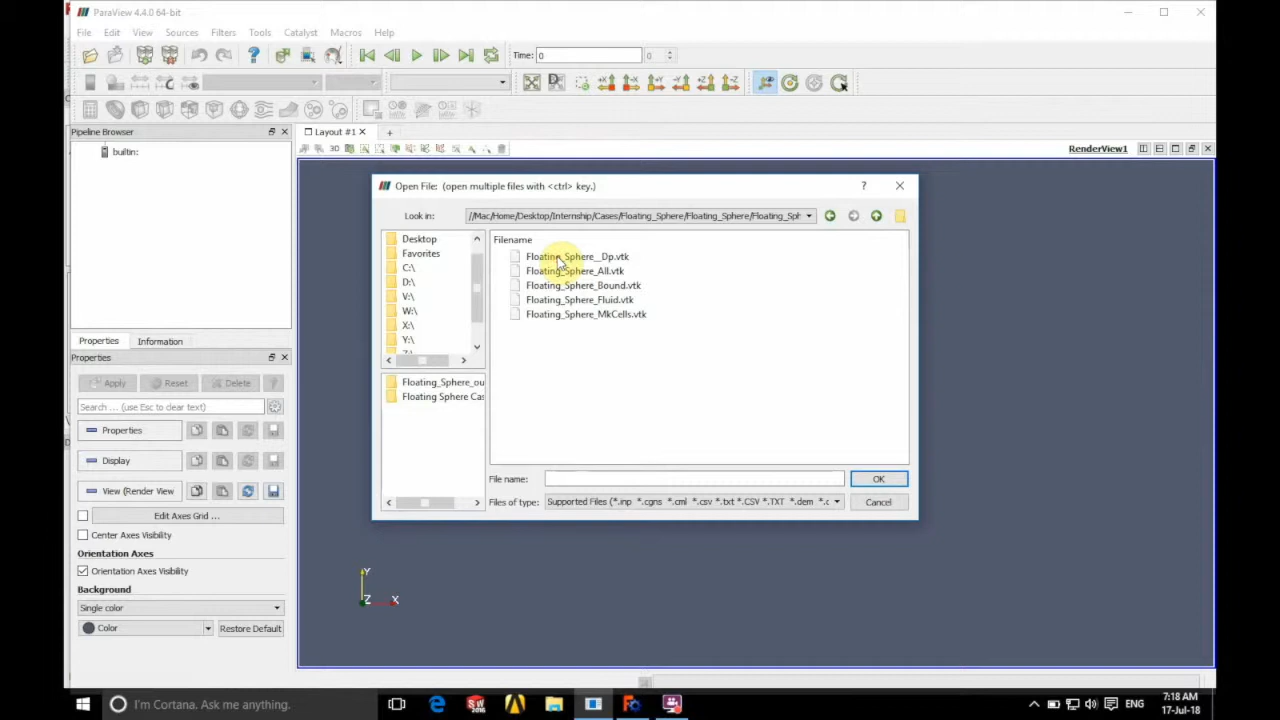 ParaView 4.4.0 64-bit
File Edit View Sources Filters Tools Catalyst Macros Help
Time: 0 0
Pipeline Browser
Layout #1
builtin:
3D
RenderView1
Open File: (open multiple files with <ctrl> key.)
Look in: //Mac/Home/Desktop/Internship/Cases/Floating_Sphere/Floating_Sphere/Floating_Sph
Filename
Desktop
Favorites
C:\
D:\
V:\
W:\
X:\
Y:\
Floating_Sphere__Dp.vtk
Floating_Sphere_All.vtk
Floating_Sphere_Bound.vtk
Floating_Sphere_Fluid.vtk
Floating_Sphere_MkCells.vtk
Floating_Sphere_ou
Floating Sphere Cas
File name: OK
Files of type: Supported Files (*.inp *.cgns *.cml *.csv *.txt *.CSV *.TXT *.dem *.c Cancel
Properties Information
Properties
Apply Reset Delete ?
Search ... (use Esc to clear text)
Properties
Display
View (Render View
Edit Axes Grid ...
Center Axes Visibility
Orientation Axes
Orientation Axes Visibility
Background
Single color
Color Restore Default
Y
Z X
I'm Cortana. Ask me anything.
ENG
7:18 AM
17-Jul-18